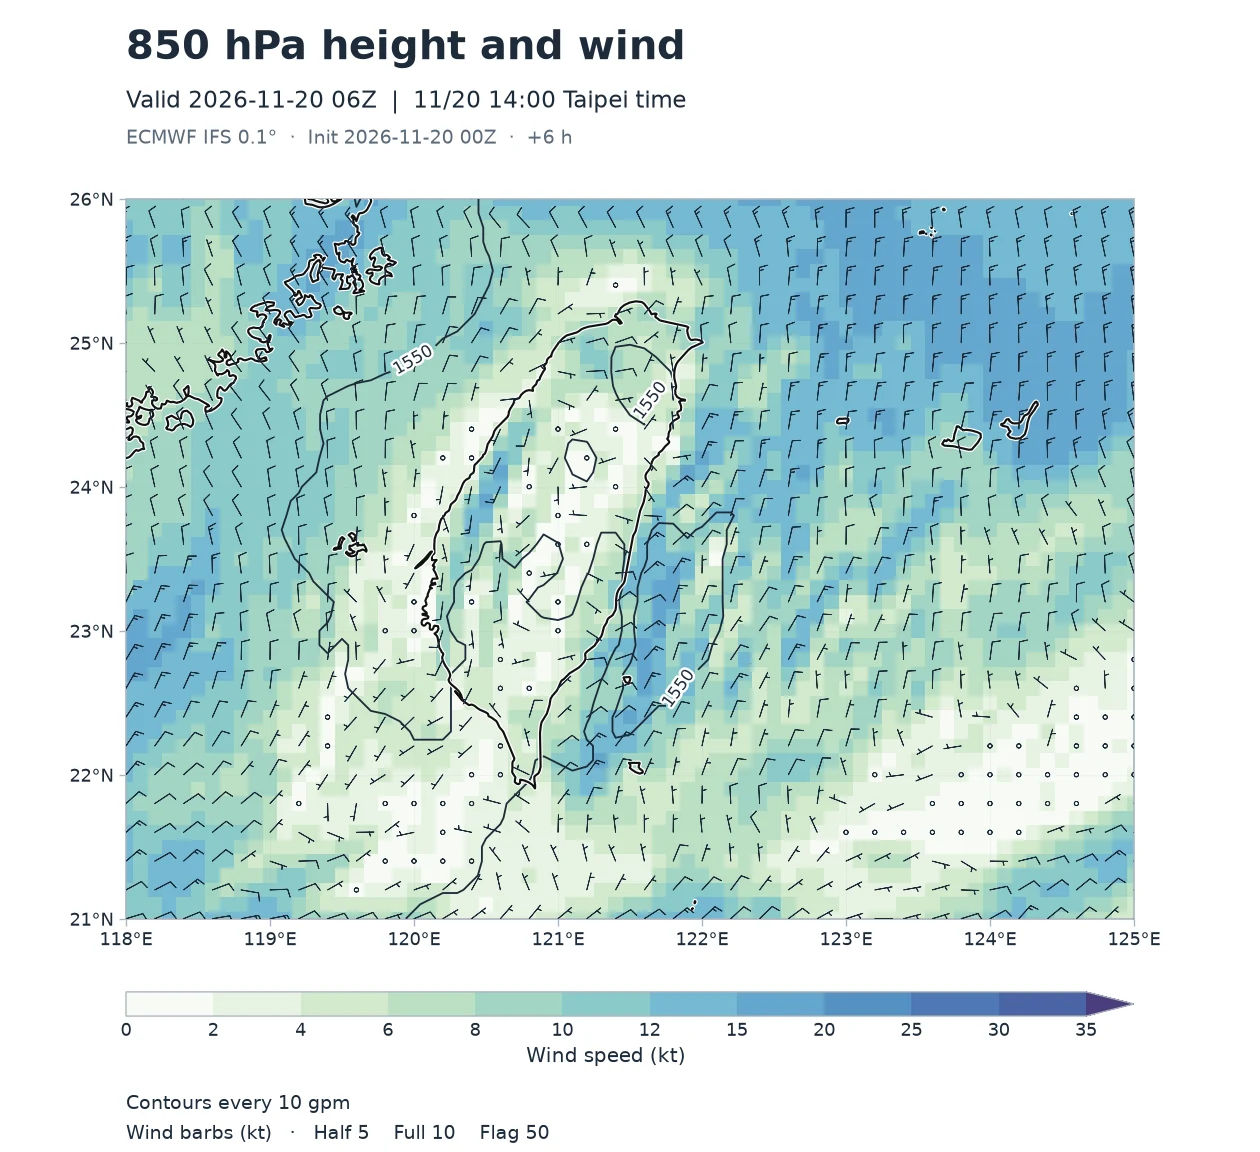 850 hPa height and wind
Valid 2026-11-20 06Z | 11/20 14:00 Taipei time
ECMWF IFS 0.1° · Init 2026-11-20 00Z · +6 h
26°N
25°N
24°N
23°N
22°N
21°N
1550
1550
1550
118°E 119°E 120°E 121°E 122°E 123°E 124°E 125°E
0 2 4 6 8 10 12 15 20 25 30 35
Wind speed (kt)
Contours every 10 gpm
Wind barbs (kt) · Half 5 Full 10 Flag 50